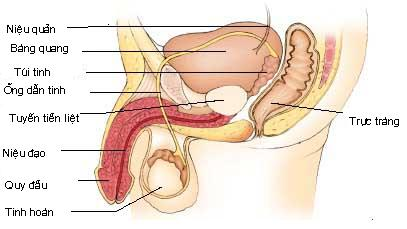 Niệu quản
Bàng quang
Túi tinh
Ống dẫn tinh
Tuyến tiền liệt
Trực tràng
Niệu đạo
Quy đầu
Tinh hoàn